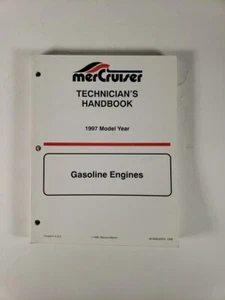 merCruiser
TECHNICIAN'S
HANDBOOK
1997 Model Year
Gasoline Engines